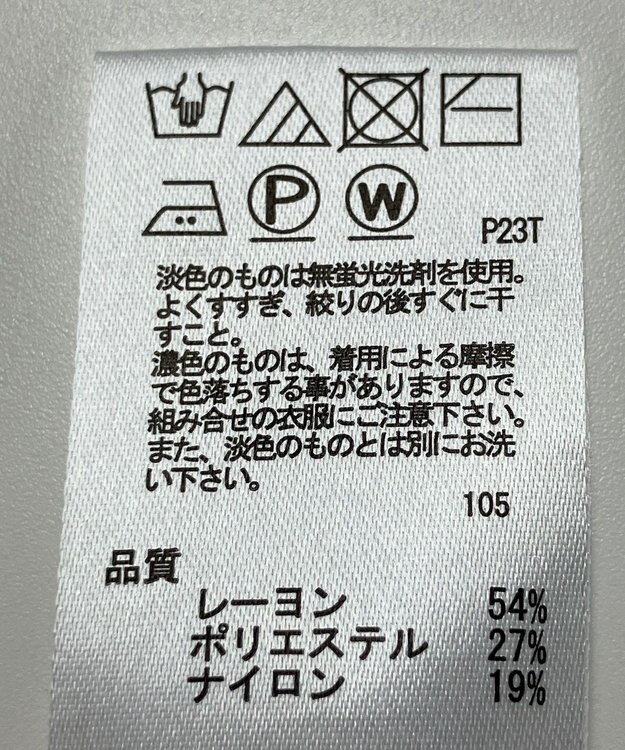 P W P23T
淡色のものは無蛍光洗剤を使用。
よくすすぎ、絞りの後すぐに干
すこと。
濃色のものは、着用による摩擦
で色落ちする事がありますので、
組み合せの衣服にご注意下さい。
また、淡色のものとは別にお洗
い下さい。
105
品質
レーヨン 54%
ポリエステル 27%
ナイロン 19%